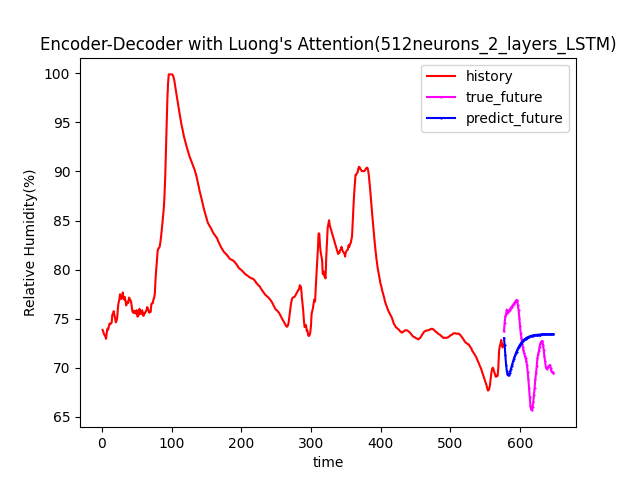 Encoder-Decoder with Luong's Attention(512neurons_2_layers_LSTM)
history
true_future
predict_future
Relative Humidity(%)
100
95
90
85
80
75
70
65
0
100
200
300
400
500
600
time